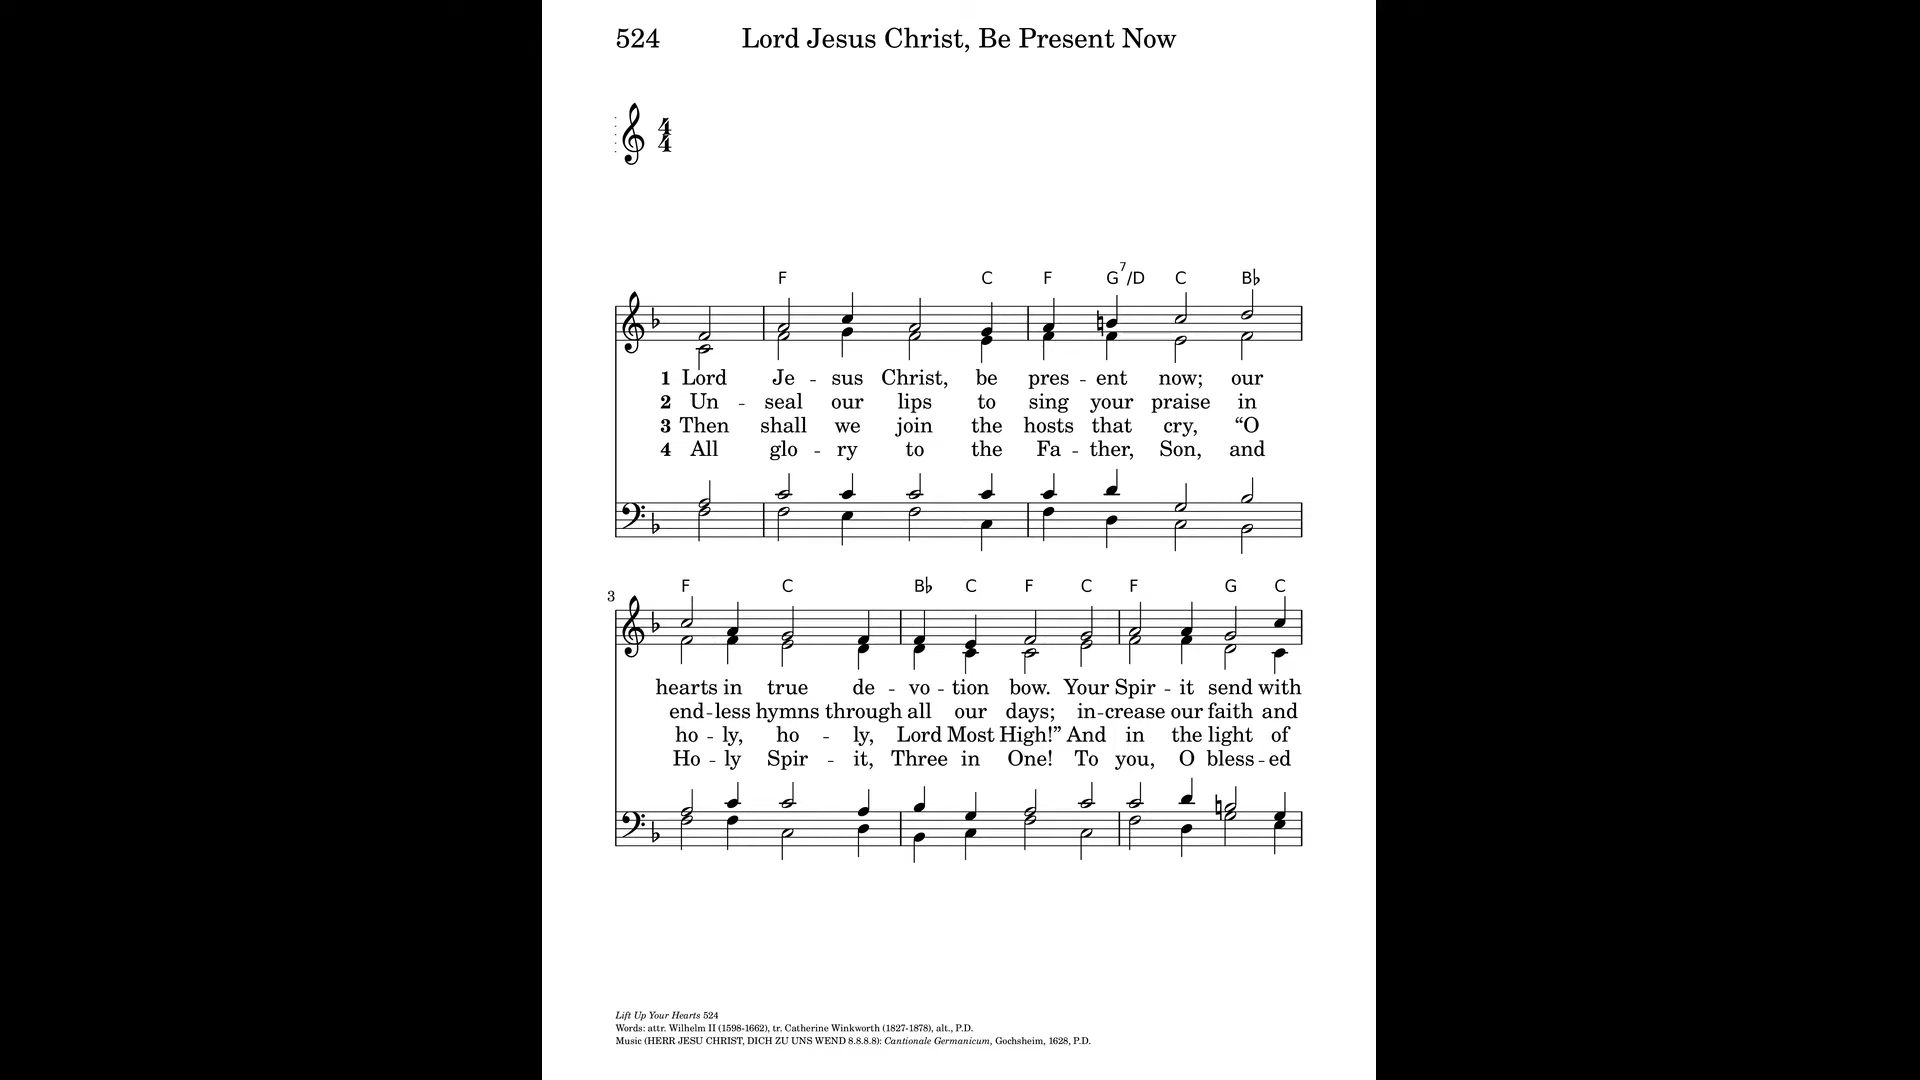 524 Lord Jesus Christ, Be Present Now
4
4
F C F G7/D C B♭
1 Lord Je - sus Christ, be pres - ent now; our
2 Un - seal our lips to sing your praise in
3 Then shall we join the hosts that cry, “O
4 All glo - ry to the Fa - ther, Son, and
F C B♭ C F C F G C
3
hearts in true de - vo - tion bow. Your Spir - it send with
end - less hymns through all our days; in - crease our faith and
ho - ly, ho - ly, Lord Most High!” And in the light of
Ho - ly Spir - it, Three in One! To you, O bless - ed
Lift Up Your Hearts 524
Words: attr. Wilhelm II (1598-1662), tr. Catherine Winkworth (1827-1878), alt., P.D.
Music (HERR JESU CHRIST, DICH ZU UNS WEND 8.8.8.8): Cantionale Germanicum, Gochsheim, 1628, P.D.